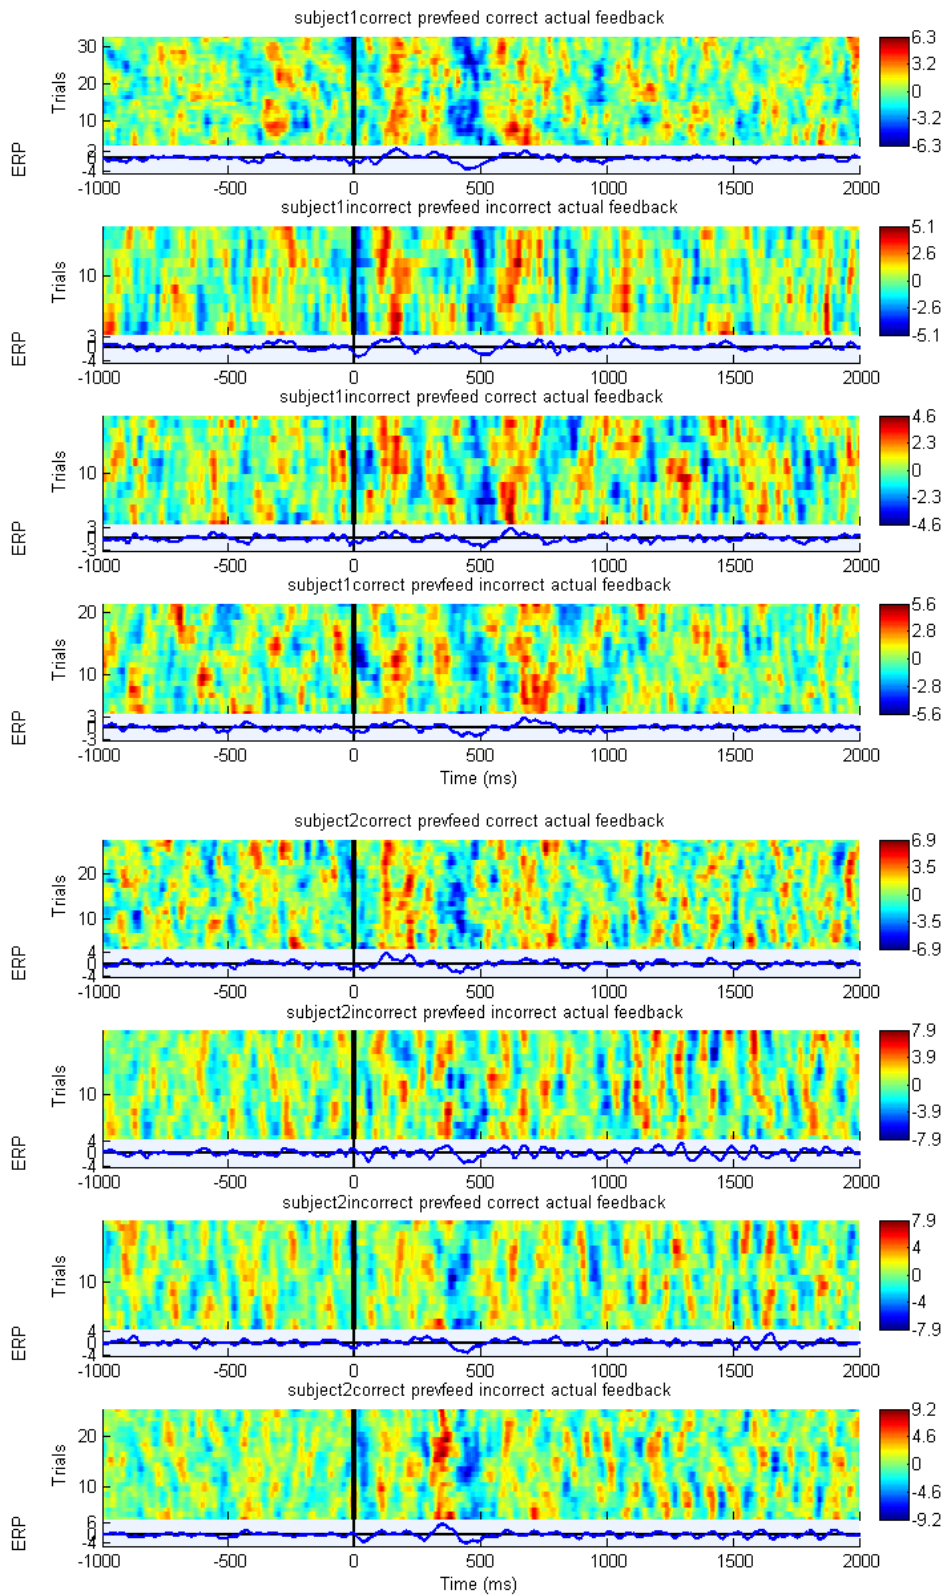 subject1correct prevfeed correct actual feedback
Trials
30
20
10
ERP
3
0
-4
-1000 -500 0 500 1000 1500 2000
6.3
3.2
0
-3.2
-6.3
subject1incorrect prevfeed incorrect actual feedback
Trials
10
ERP
3
0
-4
-1000 -500 0 500 1000 1500 2000
5.1
2.6
0
-2.6
-5.1
subject1incorrect prevfeed correct actual feedback
Trials
10
ERP
3
0
-3
-1000 -500 0 500 1000 1500 2000
4.6
2.3
0
-2.3
-4.6
subject1correct prevfeed incorrect actual feedback
Trials
20
10
ERP
3
0
-3
-1000 -500 0 500 1000 1500 2000
Time (ms)
5.6
2.8
0
-2.8
-5.6
subject2correct prevfeed correct actual feedback
Trials
20
10
ERP
4
0
-4
-1000 -500 0 500 1000 1500 2000
6.9
3.5
0
-3.5
-6.9
subject2incorrect prevfeed incorrect actual feedback
Trials
10
ERP
4
0
-4
-1000 -500 0 500 1000 1500 2000
7.9
3.9
0
-3.9
-7.9
subject2incorrect prevfeed correct actual feedback
Trials
10
ERP
4
0
-4
-1000 -500 0 500 1000 1500 2000
7.9
4
0
-4
-7.9
subject2correct prevfeed incorrect actual feedback
Trials
20
10
ERP
6
0
-4
-1000 -500 0 500 1000 1500 2000
Time (ms)
9.2
4.6
0
-4.6
-9.2